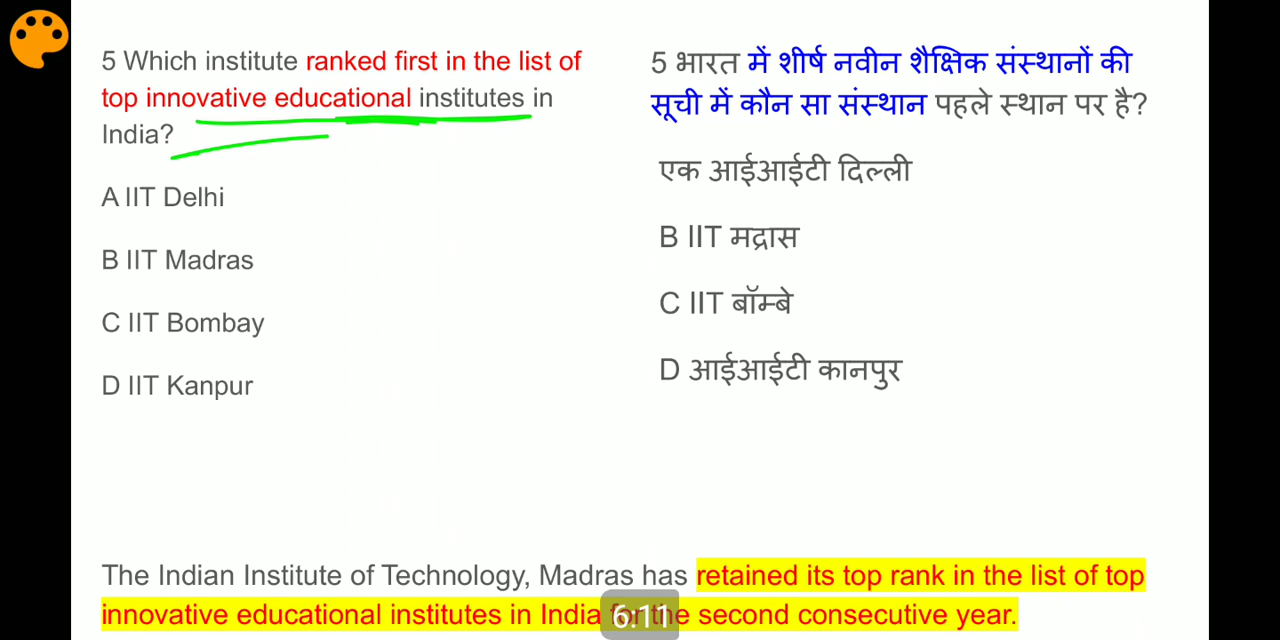 5 Which institute ranked first in the list of
top innovative educational institutes in
India?
A IIT Delhi
B IIT Madras
C IIT Bombay
D IIT Kanpur
5 भारत में शीर्ष नवीन शैक्षिक संस्थानों की
सूची में कौन सा संस्थान पहले स्थान पर है?
एक आईआईटी दिल्ली
B IIT मद्रास
C IIT बॉम्बे
D आईआईटी कानपुर
The Indian Institute of Technology, Madras has retained its top rank in the list of top
innovative educational institutes in India for the second consecutive year.
6:11